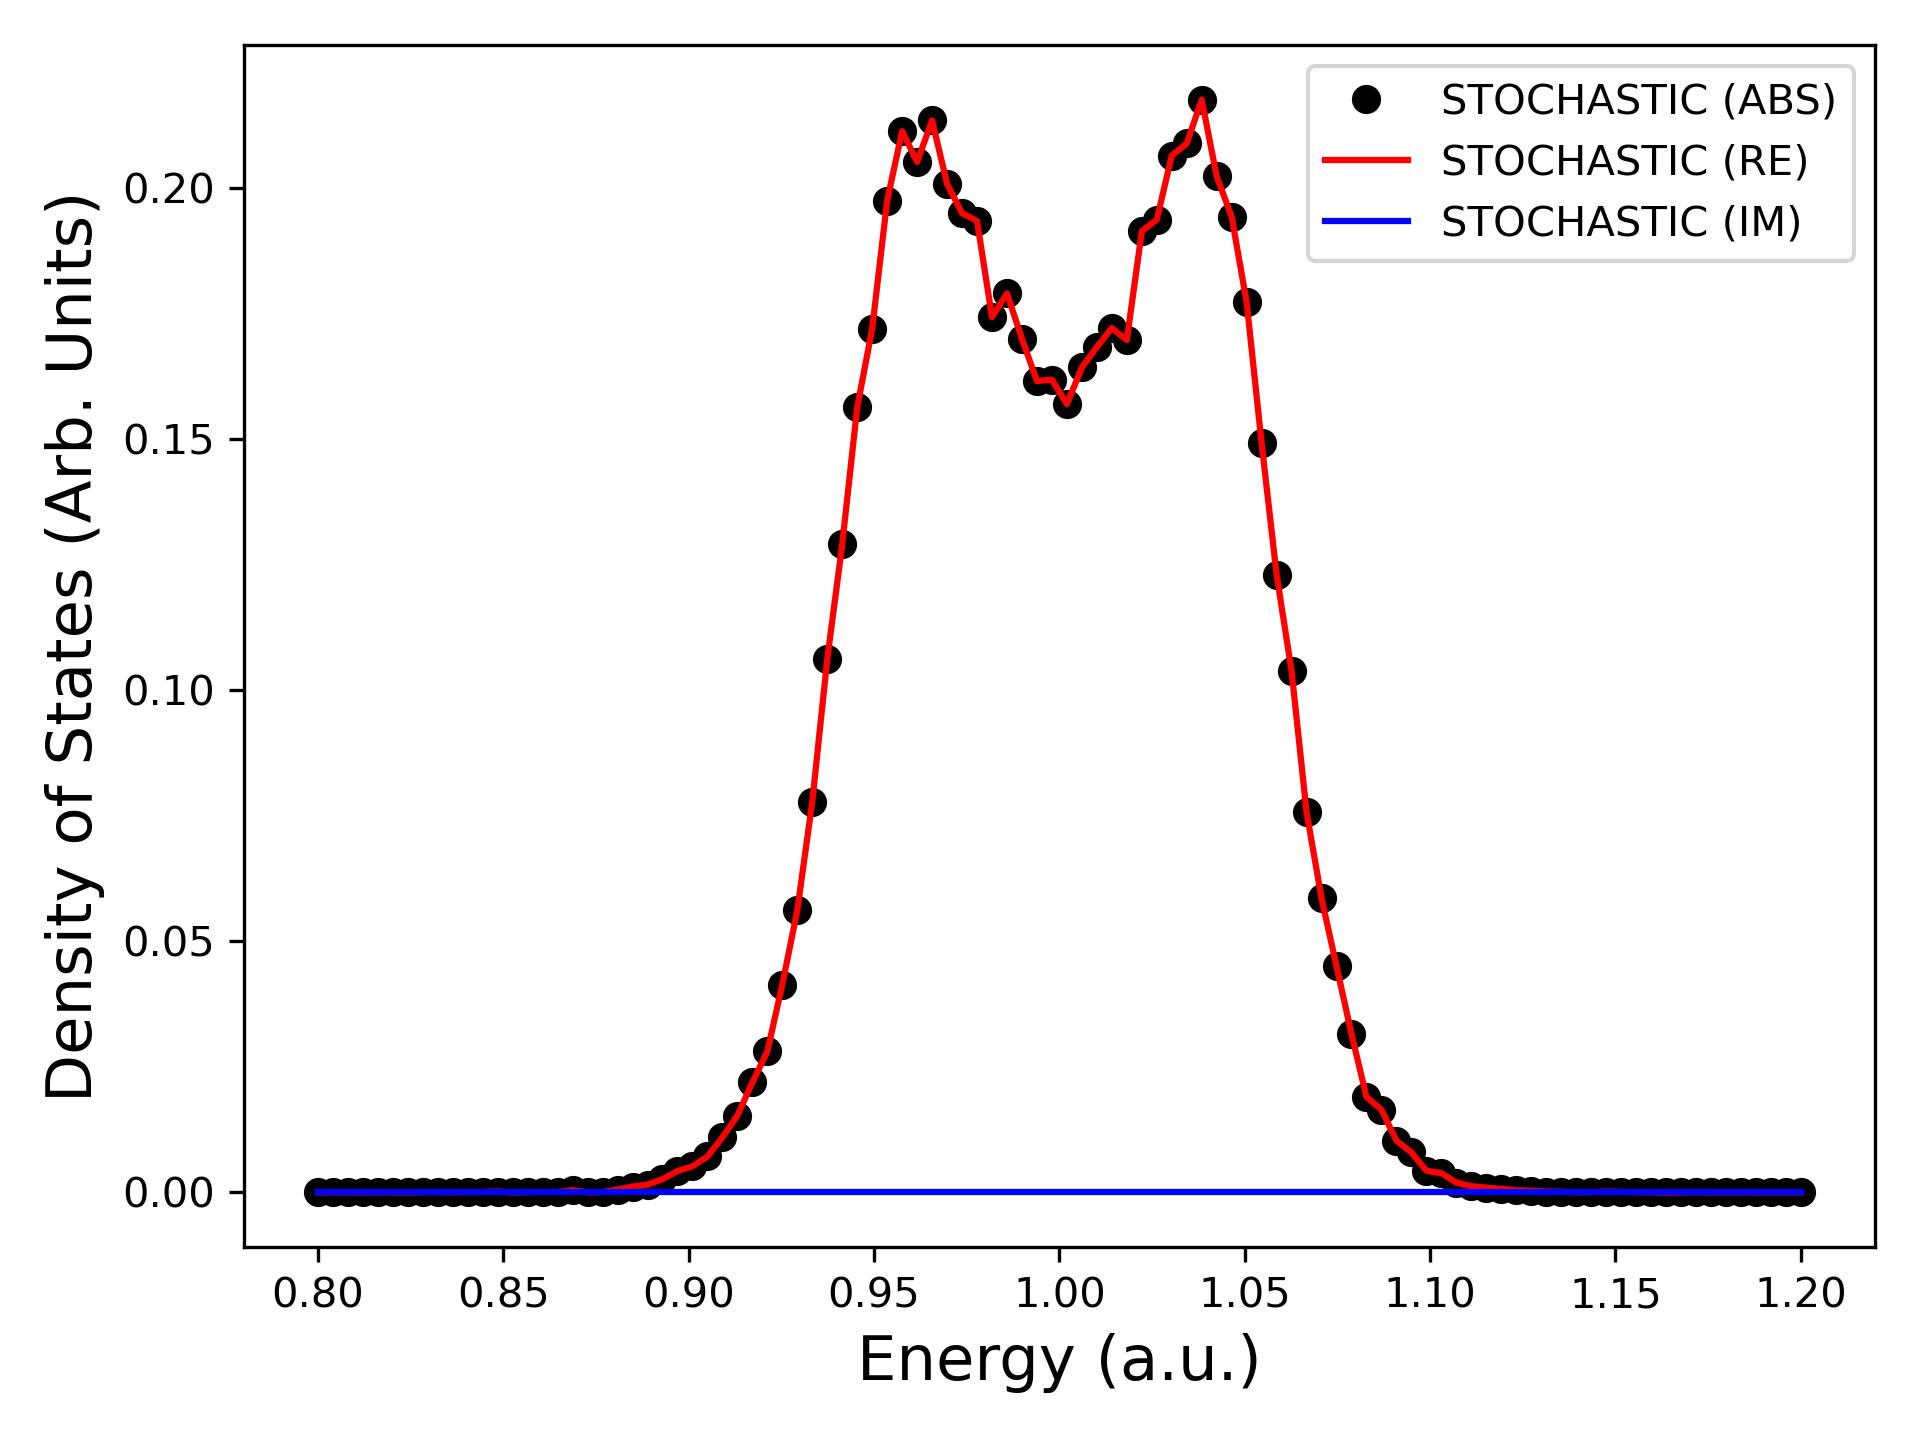 STOCHASTIC (ABS)
STOCHASTIC (RE)
STOCHASTIC (IM)
Density of States (Arb. Units)
0.20
0.15
0.10
0.05
0.00
0.80 0.85 0.90 0.95 1.00 1.05 1.10 1.15 1.20
Energy (a.u.)